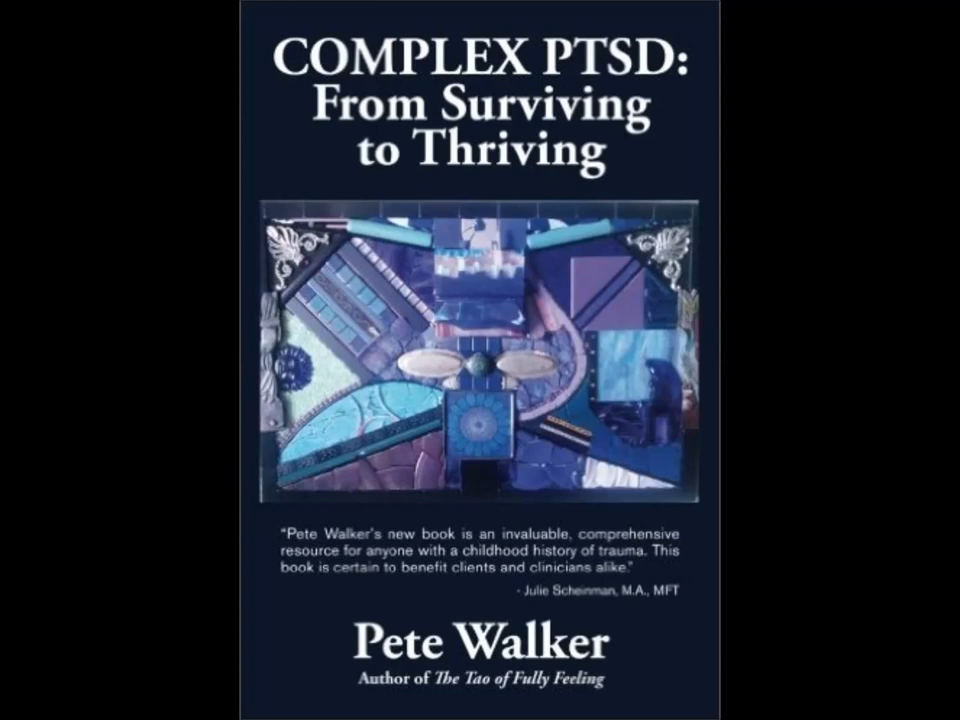 COMPLEX PTSD:
From Surviving
to Thriving
“Pete Walker’s new book is an invaluable, comprehensive
resource for anyone with a childhood history of trauma. This
book is certain to benefit clients and clinicians alike.”
- Julie Scheinman, M.A., MFT
Pete Walker
Author of The Tao of Fully Feeling